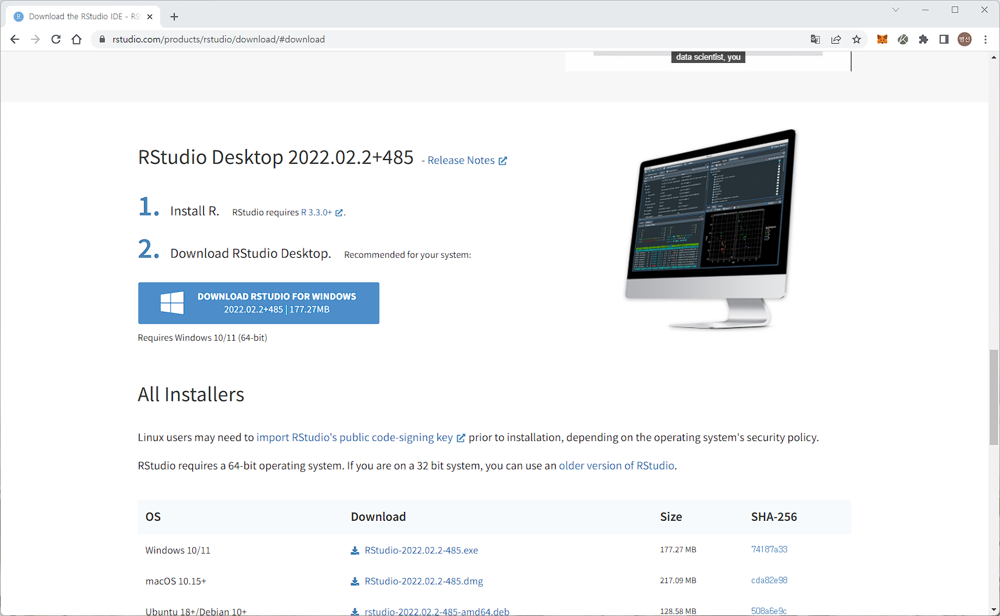 Download the RStudio IDE - RS
rstudio.com/products/rstudio/download/#download
병선
data scientist, you
RStudio Desktop 2022.02.2+485 - Release Notes
1. Install R. RStudio requires R 3.3.0+.
2. Download RStudio Desktop. Recommended for your system:
DOWNLOAD RSTUDIO FOR WINDOWS
2022.02.2+485 | 177.27MB
Requires Windows 10/11 (64-bit)
All Installers
Linux users may need to import RStudio's public code-signing key prior to installation, depending on the operating system's security policy.
RStudio requires a 64-bit operating system. If you are on a 32 bit system, you can use an older version of RStudio.
OS Download Size SHA-256
Windows 10/11 RStudio-2022.02.2-485.exe 177.27 MB 74187a33
macOS 10.15+ RStudio-2022.02.2-485.dmg 217.09 MB cda82e98
Ubuntu 18+/Debian 10+ rstudio-2022.02.2-485-amd64.deb 128.58 MB 508a6e9c